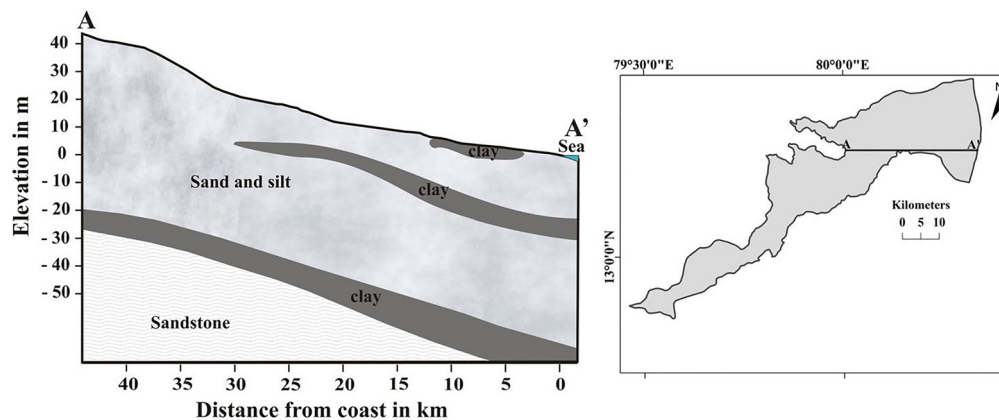 A
40
30
20
10
0
- 10
- 20
- 30
- 40
- 50
Elevation in m
A'
Sea
clay
Sand and silt
clay
clay
Sandstone
40 35 30 25 20 15 10 5 0
Distance from coast in km
79°30'0"E 80°0'0"E
N
A A'
Kilometers
0 5 10
13°0'0"N